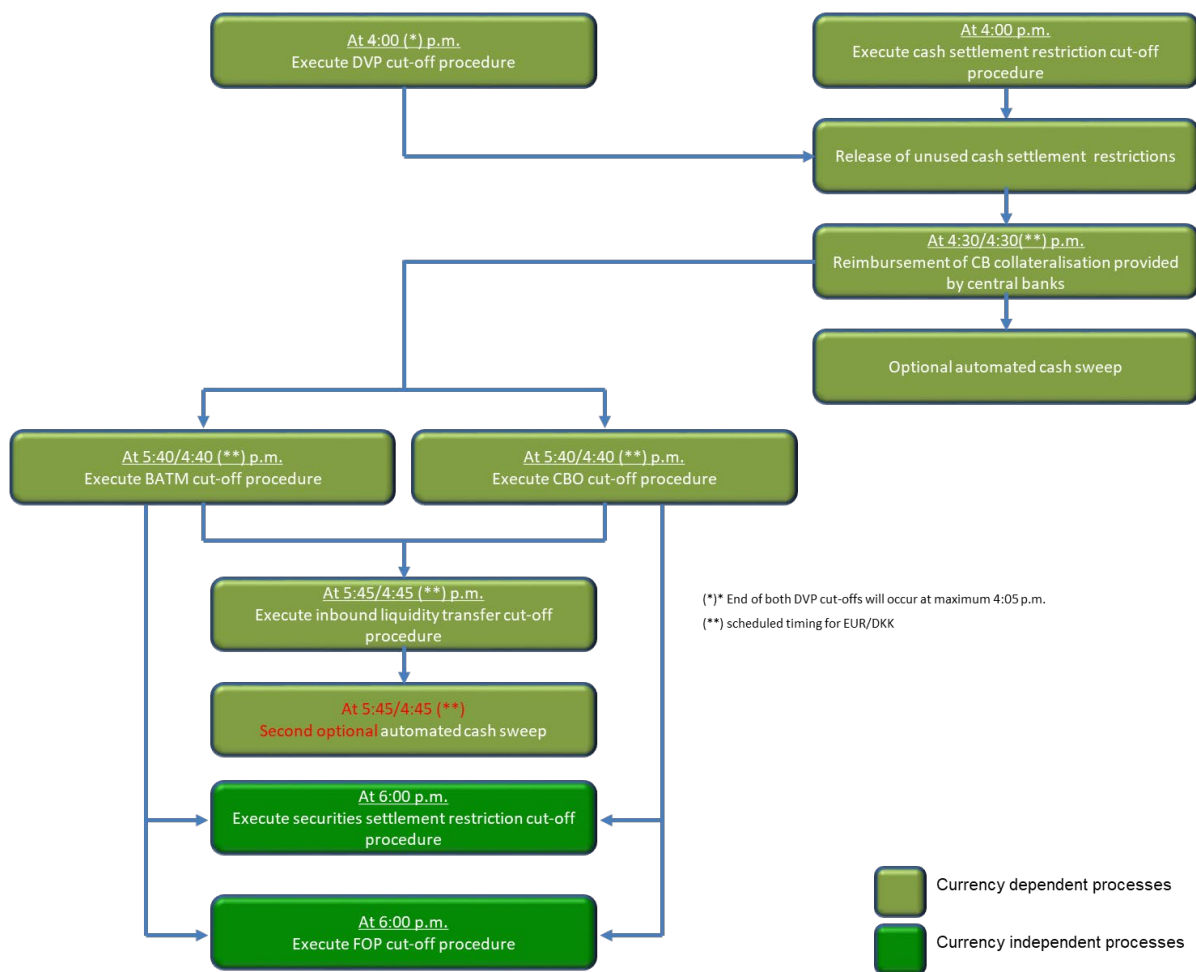 At 4:00 (*) p.m.
Execute DVP cut-off procedure
At 4:00 p.m.
Execute cash settlement restriction cut-off
procedure
Release of unused cash settlement restrictions
At 4:30/4:30(**) p.m.
Reimbursement of CB collateralisation provided
by central banks
Optional automated cash sweep
At 5:40/4:40 (**) p.m.
Execute BATM cut-off procedure
At 5:40/4:40 (**) p.m.
Execute CBO cut-off procedure
At 5:45/4:45 (**) p.m.
Execute inbound liquidity transfer cut-off
procedure
(*)* End of both DVP cut-offs will occur at maximum 4:05 p.m.
(**) scheduled timing for EUR/DKK
At 5:45/4:45 (**)
Second optional automated cash sweep
At 6:00 p.m.
Execute securities settlement restriction cut-off
procedure
At 6:00 p.m.
Execute FOP cut-off procedure
Currency dependent processes
Currency independent processes